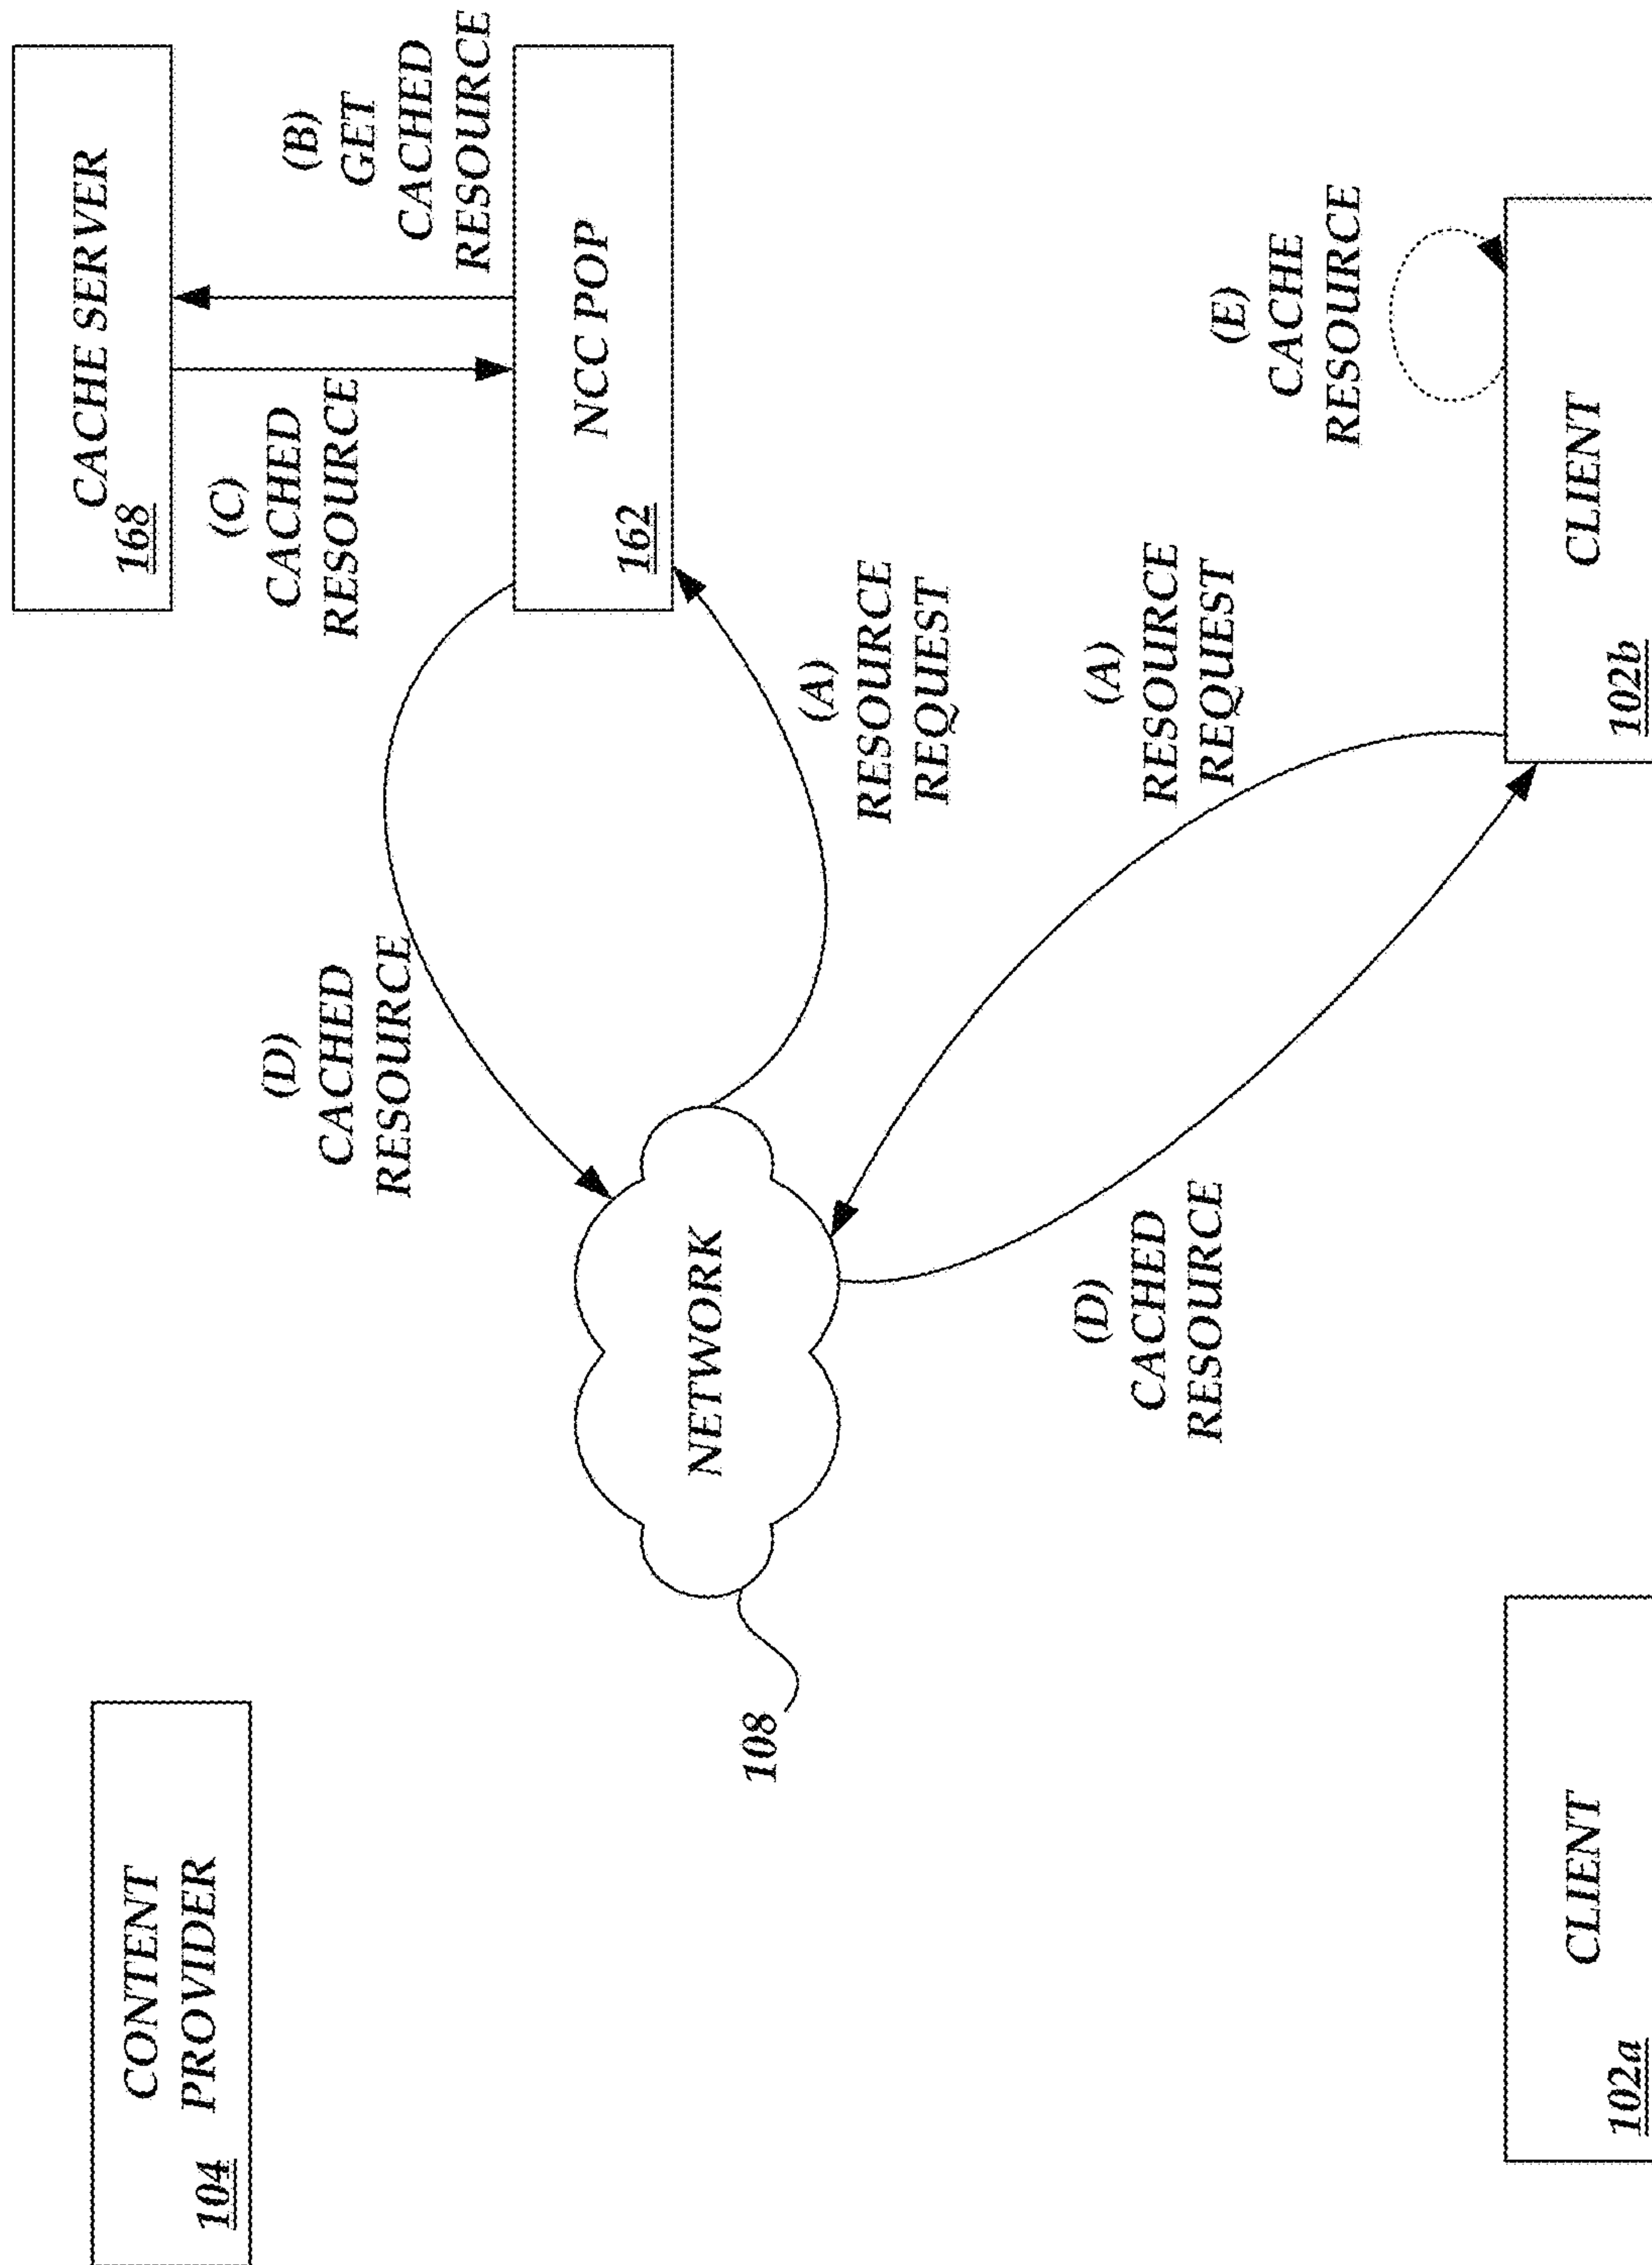 CONTENT
PROVIDER
104
CACHE SERVER
168
(C)
CACHED
RESOURCE
(B)
GET
CACHED
RESOURCE
(D)
CACHED
RESOURCE
NCC POP
162
NETWORK
108
(A)
RESOURCE
REQUEST
(A)
RESOURCE
REQUEST
(D)
CACHED
RESOURCE
(E)
CACHE
RESOURCE
CLIENT
102a
CLIENT
102b